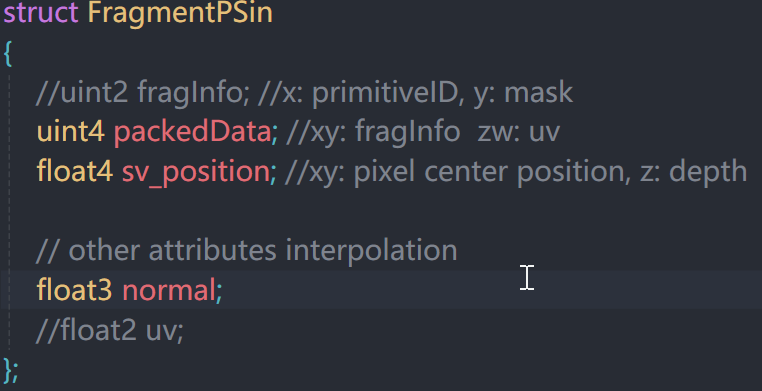 struct FragmentPSin
{
//uint2 fragInfo; //x: primitiveID, y: mask
uint4 packedData; //xy: fragInfo  zw: uv
float4 sv_position; //xy: pixel center position, z: depth
// other attributes interpolation
float3 normal;
//float2 uv;
};